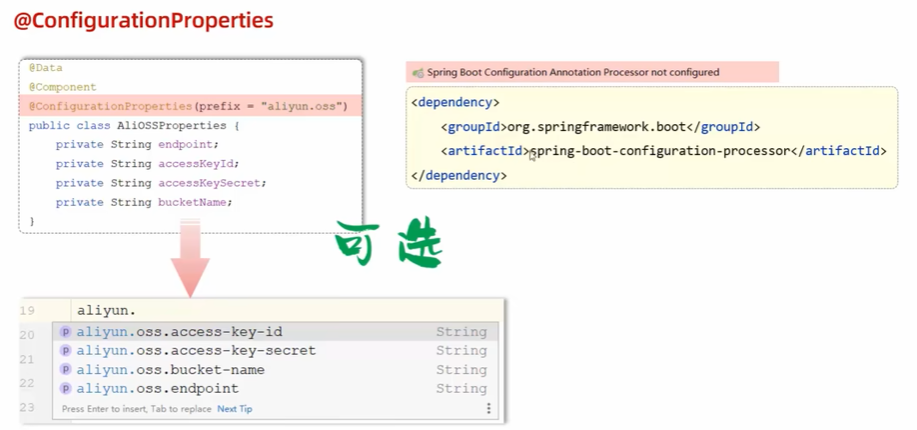 @ConfigurationProperties
@Data
@Component
@ConfigurationProperties(prefix = "aliyun.oss")
public class AliOSSProperties {
private String endpoint;
private String accessKeyId;
private String accessKeySecret;
private String bucketName;
}
Spring Boot Configuration Annotation Processor not configured
<dependency>
<groupId>org.springframework.boot</groupId>
<artifactId>spring-boot-configuration-processor</artifactId>
</dependency>
可选
19 aliyun.
20 p aliyun.oss.access-key-id String
21 p aliyun.oss.access-key-secret String
22 p aliyun.oss.bucket-name String
p aliyun.oss.endpoint String
23 Press Enter to insert, Tab to replace Next Tip